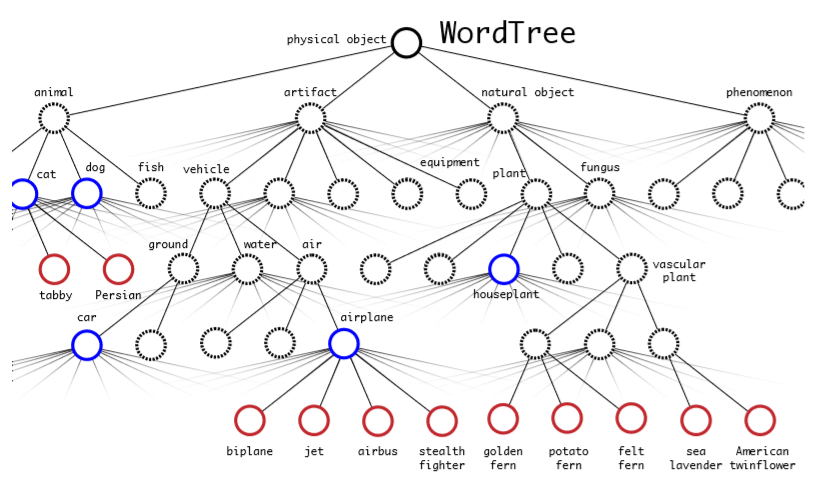 WordTree
physical object
animal
artifact
natural object
phenomenon
cat
dog
fish
vehicle
equipment
plant
fungus
ground
water
air
vascular
plant
tabby
Persian
houseplant
car
airplane
biplane
jet
airbus
stealth
fighter
golden
fern
potato
fern
felt
fern
sea
lavender
American
twinflower